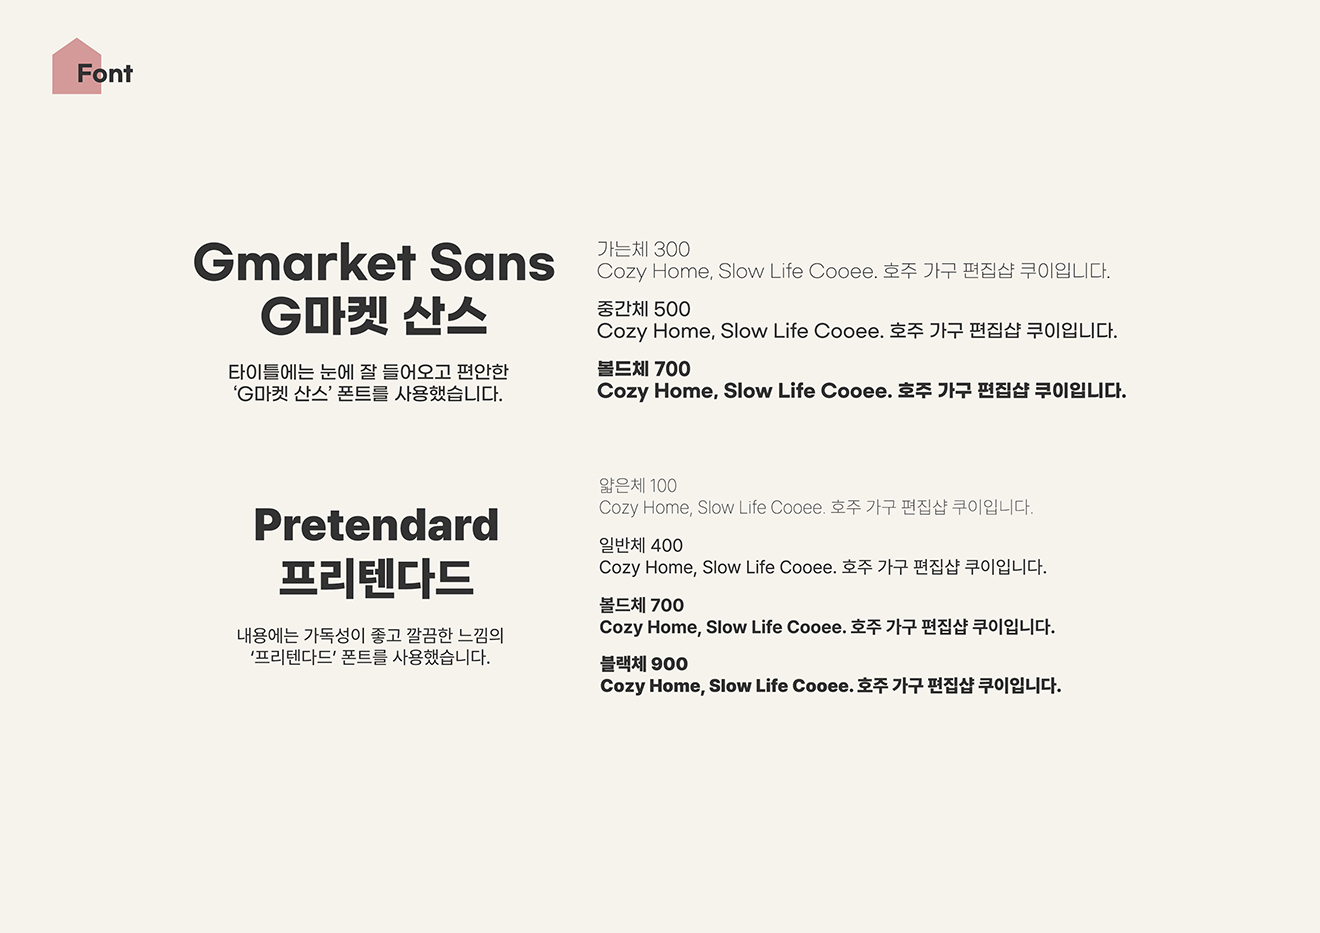 Font
Gmarket Sans
G마켓 산스
타이틀에는 눈에 잘 들어오고 편안한
‘G마켓 산스’ 폰트를 사용했습니다.
가는체 300
Cozy Home, Slow Life Cooee. 호주 가구 편집샵 쿠이입니다.
중간체 500
Cozy Home, Slow Life Cooee. 호주 가구 편집샵 쿠이입니다.
볼드체 700
Cozy Home, Slow Life Cooee. 호주 가구 편집샵 쿠이입니다.
Pretendard
프리텐다드
내용에는 가독성이 좋고 깔끔한 느낌의
‘프리텐다드’ 폰트를 사용했습니다.
얇은체 100
Cozy Home, Slow Life Cooee. 호주 가구 편집샵 쿠이입니다.
일반체 400
Cozy Home, Slow Life Cooee. 호주 가구 편집샵 쿠이입니다.
볼드체 700
Cozy Home, Slow Life Cooee. 호주 가구 편집샵 쿠이입니다.
블랙체 900
Cozy Home, Slow Life Cooee. 호주 가구 편집샵 쿠이입니다.